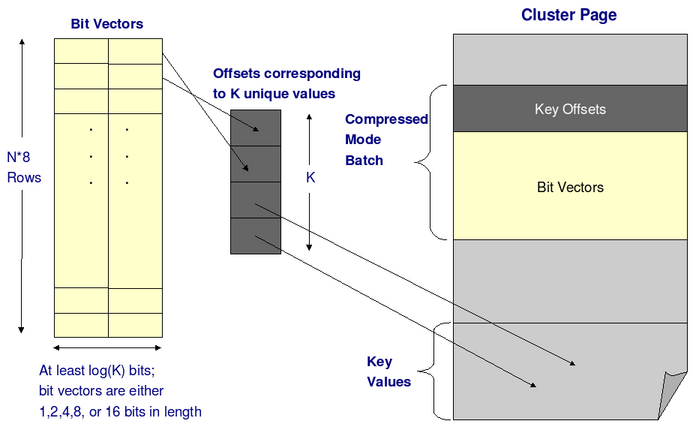 Bit Vectors
Cluster Page
Offsets corresponding
to K unique values
Compressed
Mode
Batch
Key Offsets
Bit Vectors
N*8
Rows
K
Key
Values
At least log(K) bits;
bit vectors are either
1,2,4,8, or 16 bits in length